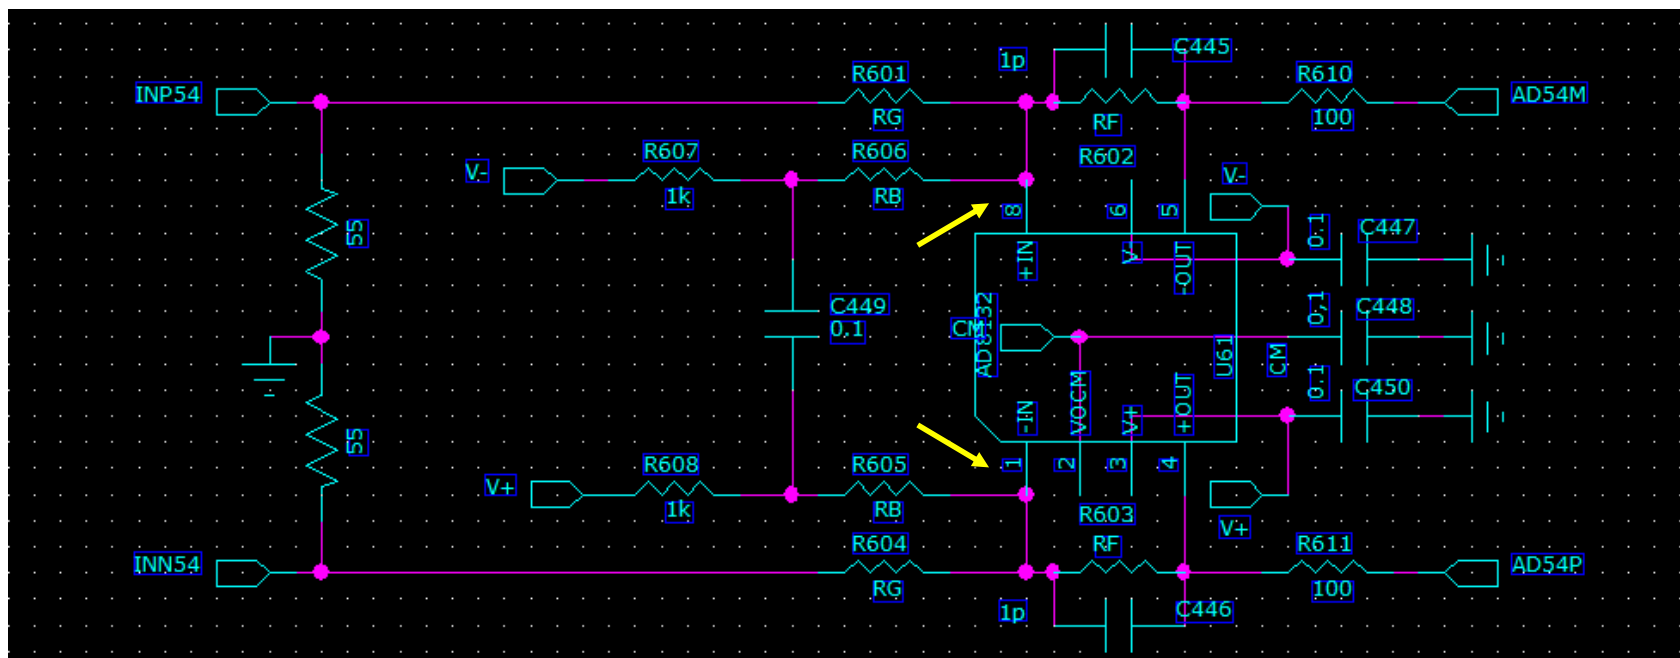 C445
1p
R601
R610
INP54
AD54M
RG
RF
100
R607
R606
R602
V-
V-
1k
RB
8
6
5
55
0.1
C447
+IN
V-
-OUT
C449
0.1
AD8132
CM
0.1
C448
U61
CM
0.1
C450
55
-IN
VOCM
V+
+OUT
R608
R605
1
2
3
4
V+
1k
RB
R603
V+
R604
RF
R611
INN54
AD54P
RG
100
1p
C446